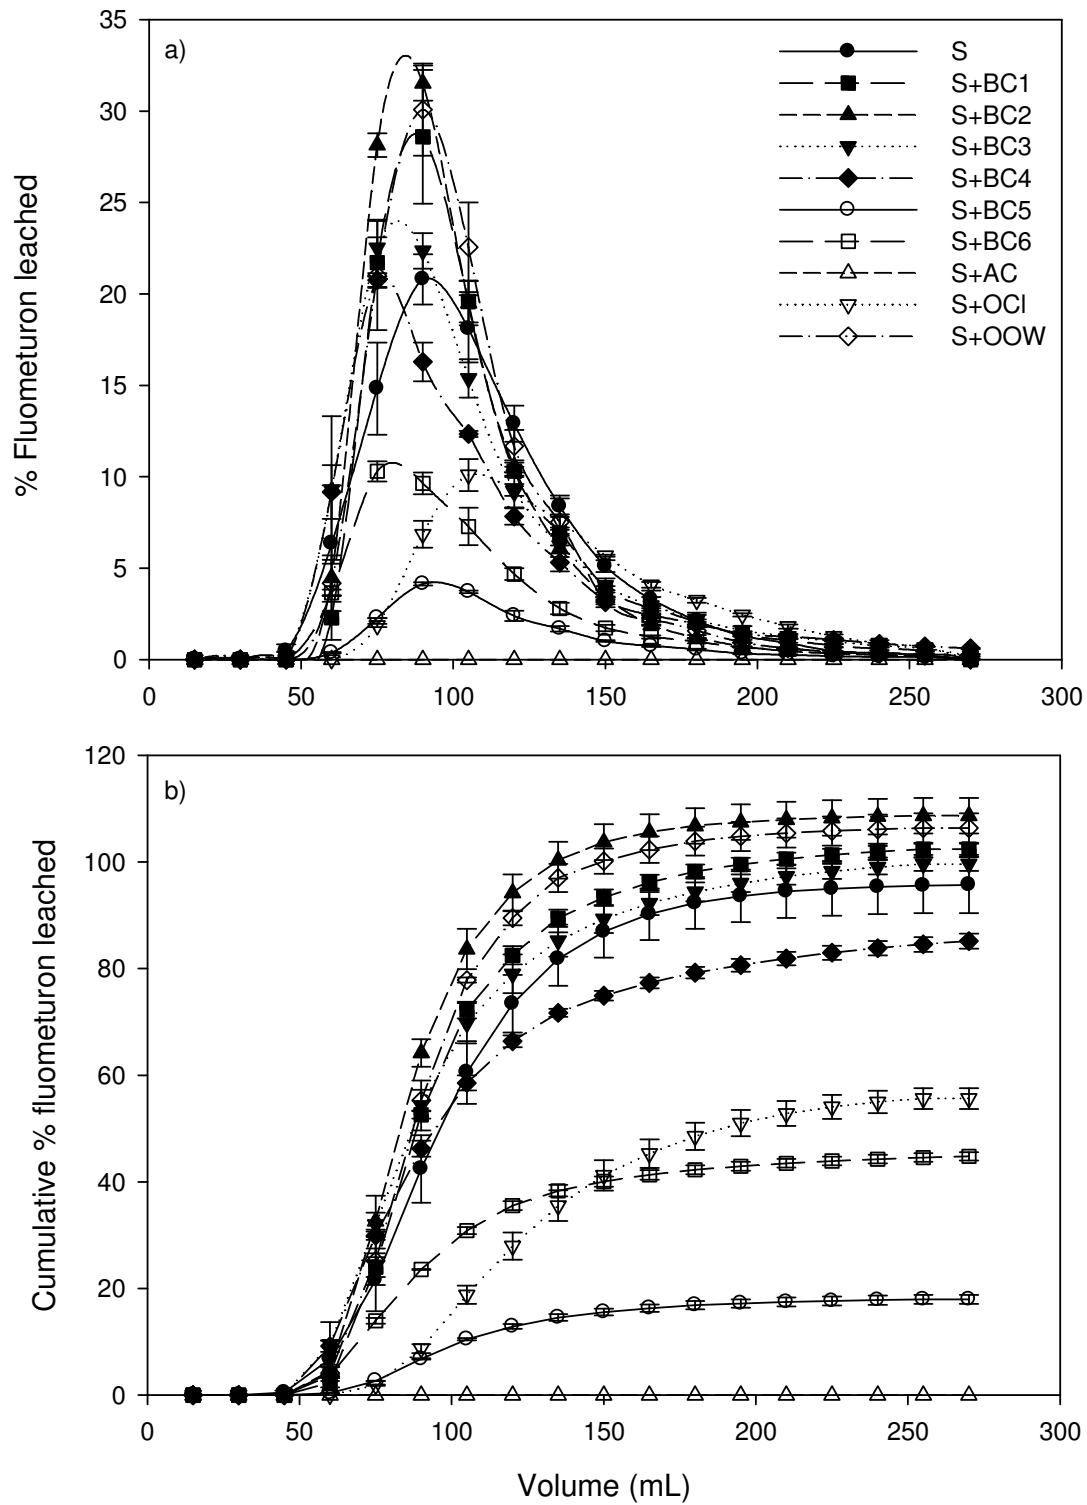 a)
% Fluometuron leached
35
30
25
20
15
10
5
0
0 50 100 150 200 250 300
S
S+BC1
S+BC2
S+BC3
S+BC4
S+BC5
S+BC6
S+AC
S+OCI
S+OOW
b)
Cumulative % fluometuron leached
120
100
80
60
40
20
0
0 50 100 150 200 250 300
Volume (mL)